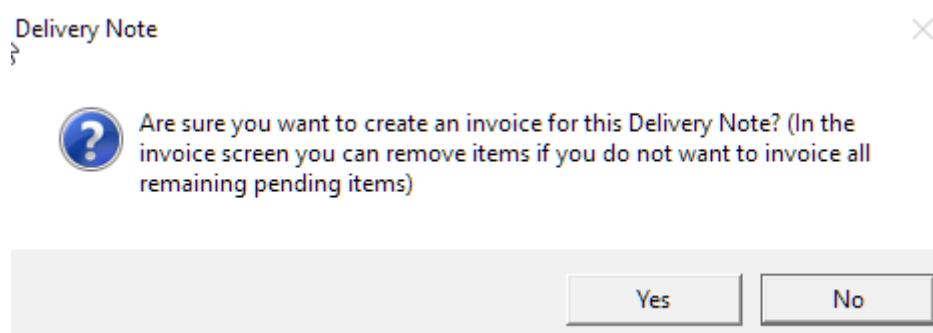 Delivery Note
Are sure you want to create an invoice for this Delivery Note? (In the
invoice screen you can remove items if you do not want to invoice all
remaining pending items)
Yes
No